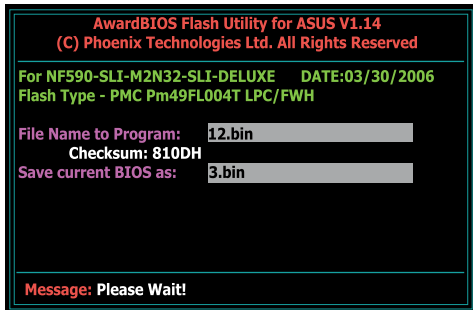 AwardBIOS Flash Utility for ASUS V1.14
(C) Phoenix Technologies Ltd. All Rights Reserved
For NF590-SLI-M2N32-SLI-DELUXE DATE:03/30/2006
Flash Type - PMC Pm49FL004T LPC/FWH
File Name to Program: 12.bin
Checksum: 810DH
Save current BIOS as: 3.bin
Message: Please Wait!